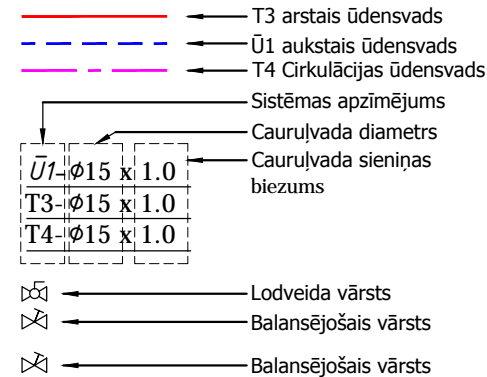 T3 arstais ūdensvads
Ū1 aukstais ūdensvads
T4 Cirkulācijas ūdensvads
Sistēmas apzīmējums
Cauruļvada diametrs
Cauruļvada sieniņas
biezums
Ū1-ϕ15 x 1.0
T3-ϕ15 x 1.0
T4-ϕ15 x 1.0
Lodveida vārsts
Balansējošais vārsts
Balansējošais vārsts